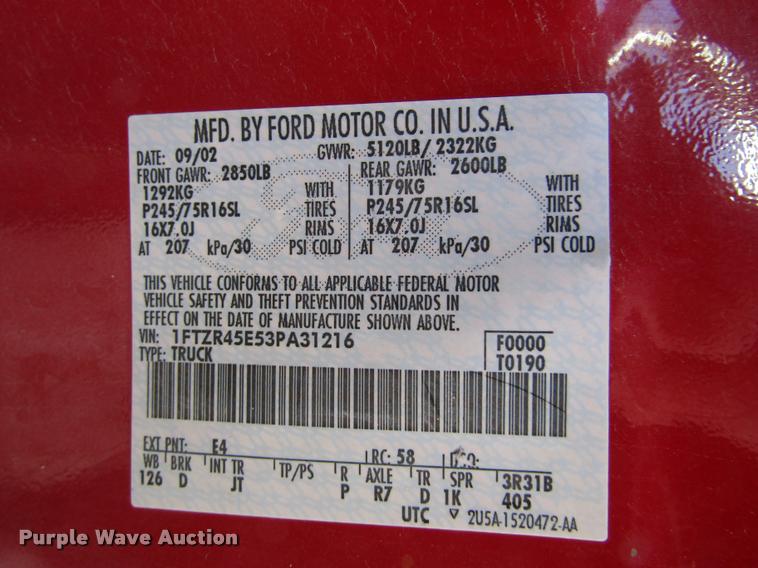 MFD. BY FORD MOTOR CO. IN U.S.A.
DATE: 09/02 GVWR: 5120LB/ 2322KG
FRONT GAWR: 2850LB REAR GAWR: 2600LB
1292KG WITH 1179KG WITH
P245/75R16SL TIRES P245/75R16SL TIRES
16X7.0J RIMS 16X7.0J RIMS
AT 207 kPa/30 PSI COLD AT 207 kPa/30 PSI COLD
THIS VEHICLE CONFORMS TO ALL APPLICABLE FEDERAL MOTOR
VEHICLE SAFETY AND THEFT PREVENTION STANDARDS IN
EFFECT ON THE DATE OF MANUFACTURE SHOWN ABOVE.
VIN: 1FTZR45E53PA31216 F0000
TYPE: TRUCK T0190
EXT PNT: E4 RC: 58 DSO:
WB BRK INT TR TP/PS R AXLE TR SPR 3R31B
126 D JT P R7 D 1K 405
UTC ▽ 2U5A-1520472-AA
Purple Wave Auction